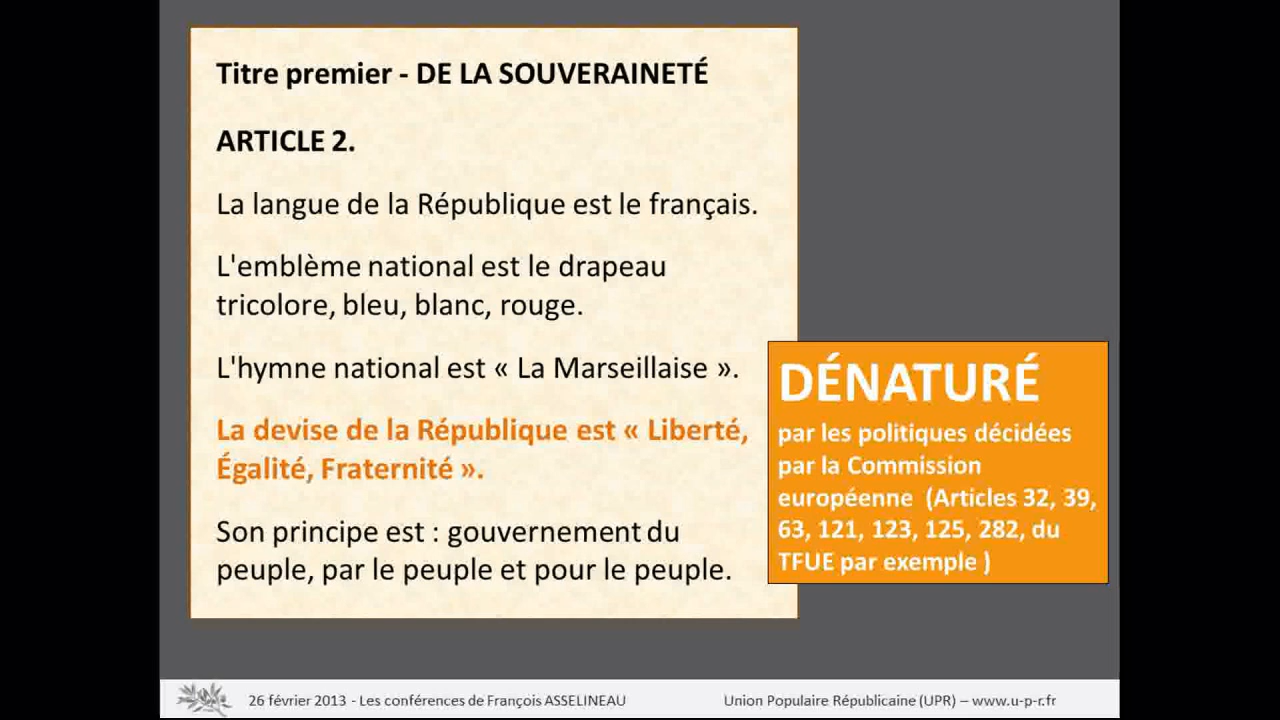 Titre premier - DE LA SOUVERAINETÉ
ARTICLE 2.
La langue de la République est le français.
L'emblème national est le drapeau
tricolore, bleu, blanc, rouge.
L'hymne national est « La Marseillaise ».
La devise de la République est « Liberté,
Égalité, Fraternité ».
Son principe est : gouvernement du
peuple, par le peuple et pour le peuple.
DÉNATURÉ
par les politiques décidées
par la Commission
européenne (Articles 32, 39,
63, 121, 123, 125, 282, du
TFUE par exemple )
26 février 2013 - Les conférences de François ASSELINEAU
Union Populaire Républicaine (UPR) – www.u-p-r.fr